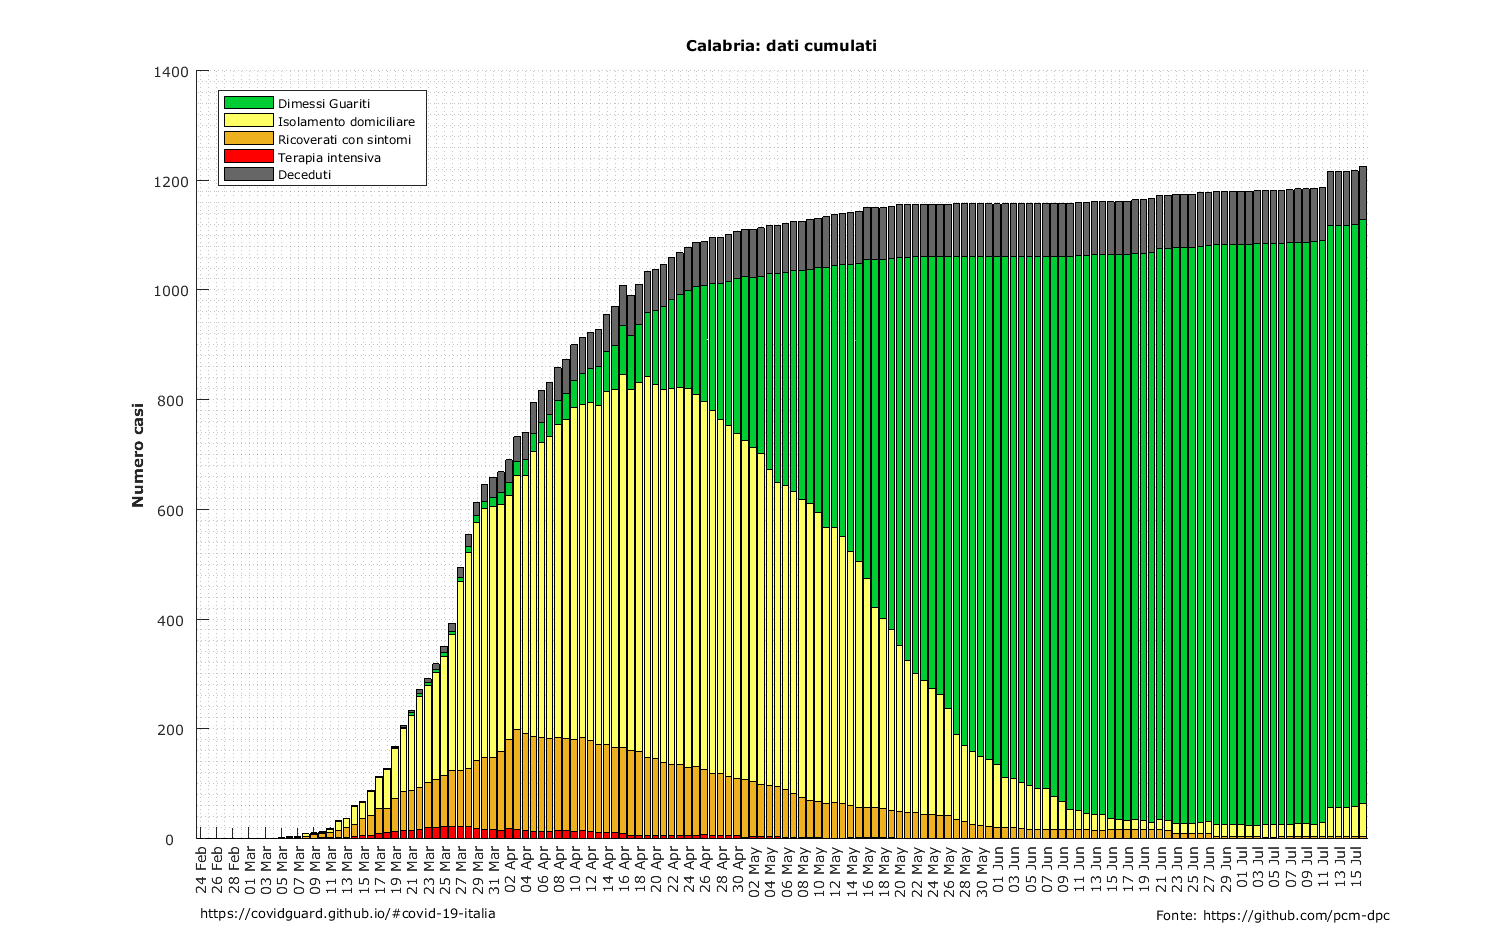 Calabria: dati cumulati
1400
1200
1000
800
600
400
200
0
Numero casi
Dimessi Guariti
Isolamento domiciliare
Ricoverati con sintomi
Terapia intensiva
Deceduti
24 Feb
26 Feb
28 Feb
01 Mar
03 Mar
05 Mar
07 Mar
09 Mar
11 Mar
13 Mar
15 Mar
17 Mar
19 Mar
21 Mar
23 Mar
25 Mar
27 Mar
29 Mar
31 Mar
02 Apr
04 Apr
06 Apr
08 Apr
10 Apr
12 Apr
14 Apr
16 Apr
18 Apr
20 Apr
22 Apr
24 Apr
26 Apr
28 Apr
30 Apr
02 May
04 May
06 May
08 May
10 May
12 May
14 May
16 May
18 May
20 May
22 May
24 May
26 May
28 May
30 May
01 Jun
03 Jun
05 Jun
07 Jun
09 Jun
11 Jun
13 Jun
15 Jun
17 Jun
19 Jun
21 Jun
23 Jun
25 Jun
27 Jun
29 Jun
01 Jul
03 Jul
05 Jul
07 Jul
09 Jul
11 Jul
13 Jul
15 Jul
https://covidguard.github.io/#covid-19-italia
Fonte: https://github.com/pcm-dpc